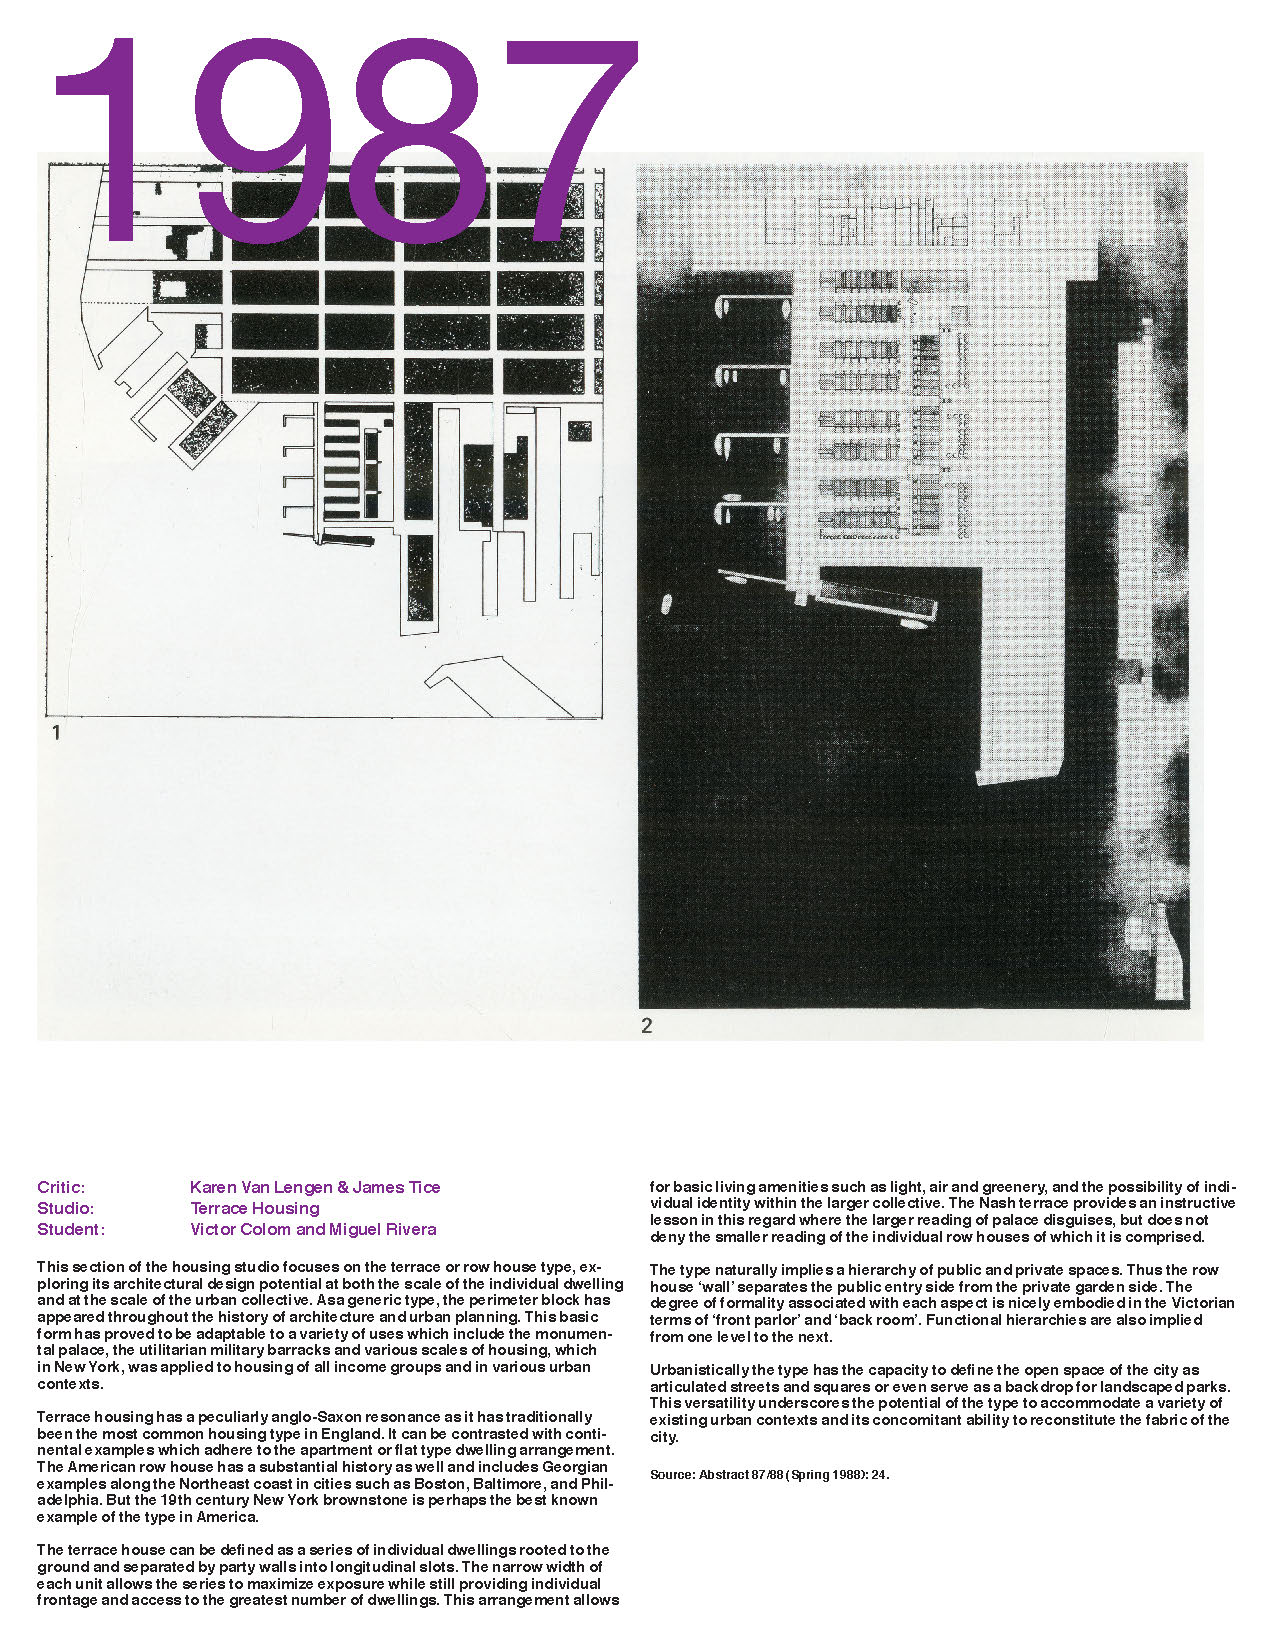 1987
1
2
Critic: Karen Van Lengen & James Tice
Studio: Terrace Housing
Student: Victor Colom and Miguel Rivera
This section of the housing studio focuses on the terrace or row house type, ex-
ploring its architectural design potential at both the scale of the individual dwelling
and at the scale of the urban collective. As a generic type, the perimeter block has
appeared throughout the history of architecture and urban planning. This basic
form has proved to be adaptable to a variety of uses which include the monumen-
tal palace, the utilitarian military barracks and various scales of housing, which
in New York, was applied to housing of all income groups and in various urban
contexts.
Terrace housing has a peculiarly anglo-Saxon resonance as it has traditionally
been the most common housing type in England. It can be contrasted with conti-
nental examples which adhere to the apartment or flat type dwelling arrangement.
The American row house has a substantial history as well and includes Georgian
examples along the Northeast coast in cities such as Boston, Baltimore, and Phil-
adelphia. But the 19th century New York brownstone is perhaps the best known
example of the type in America.
The terrace house can be defined as a series of individual dwellings rooted to the
ground and separated by party walls into longitudinal slots. The narrow width of
each unit allows the series to maximize exposure while still providing individual
frontage and access to the greatest number of dwellings. This arrangement allows
for basic living amenities such as light, air and greenery, and the possibility of indi-
vidual identity within the larger collective. The Nash terrace provides an instructive
lesson in this regard where the larger reading of palace disguises, but does not
deny the smaller reading of the individual row houses of which it is comprised.
The type naturally implies a hierarchy of public and private spaces. Thus the row
house ‘wall’ separates the public entry side from the private garden side. The
degree of formality associated with each aspect is nicely embodied in the Victorian
terms of ‘front parlor’ and ‘back room’. Functional hierarchies are also implied
from one level to the next.
Urbanistically the type has the capacity to define the open space of the city as
articulated streets and squares or even serve as a backdrop for landscaped parks.
This versatility underscores the potential of the type to accommodate a variety of
existing urban contexts and its concomitant ability to reconstitute the fabric of the
city.
Source: Abstract 87/88 (Spring 1988): 24.